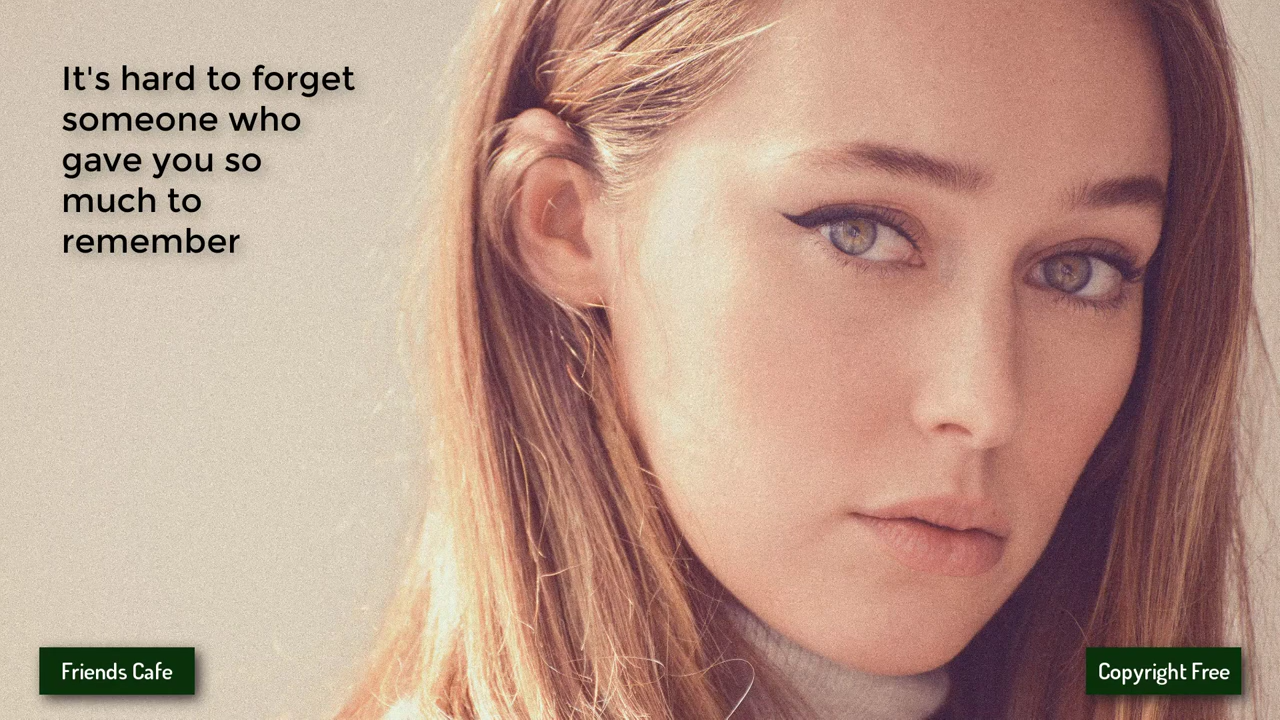 It's hard to forget
someone who
gave you so
much to
remember
Friends Cafe
Copyright Free